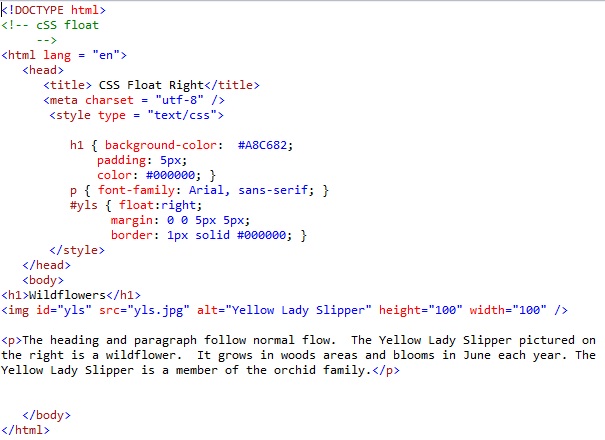 <!DOCTYPE html>
<!-- cSS float
-->
<html lang = "en">
<head>
<title> CSS Float Right</title>
<meta charset = "utf-8" />
<style type = "text/css">
h1 { background-color:  #A8C682;
padding: 5px;
color: #000000; }
p { font-family: Arial, sans-serif; }
#yls { float:right;
margin: 0 0 5px 5px;
border: 1px solid #000000; }
</style>
</head>
<body>
<h1>Wildflowers</h1>
<img id="yls" src="yls.jpg" alt="Yellow Lady Slipper" height="100" width="100" />
<p>The heading and paragraph follow normal flow.  The Yellow Lady Slipper pictured on
the right is a wildflower.  It grows in woods areas and blooms in June each year. The
Yellow Lady Slipper is a member of the orchid family.</p>
</body>
</html>